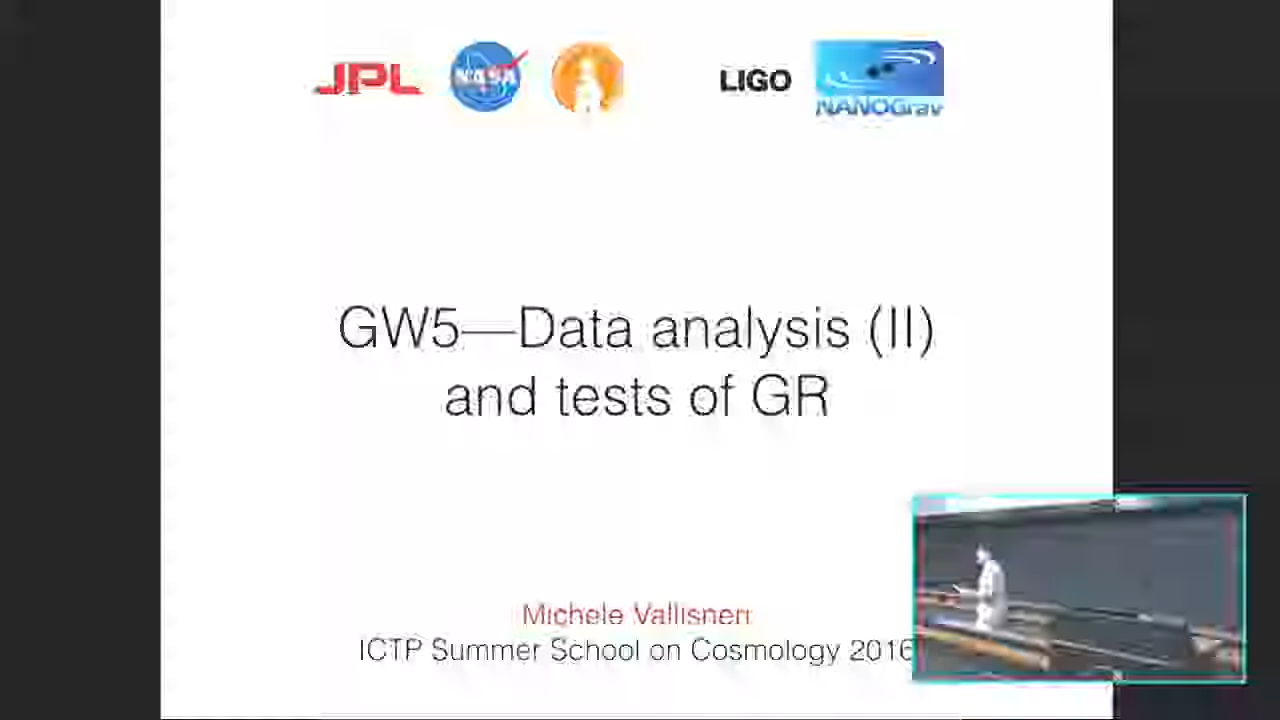 JPL
NASA
LIGO
NANOGrav
GW5—Data analysis (II)
and tests of GR
Michele Vallisneri
ICTP Summer School on Cosmology 2016